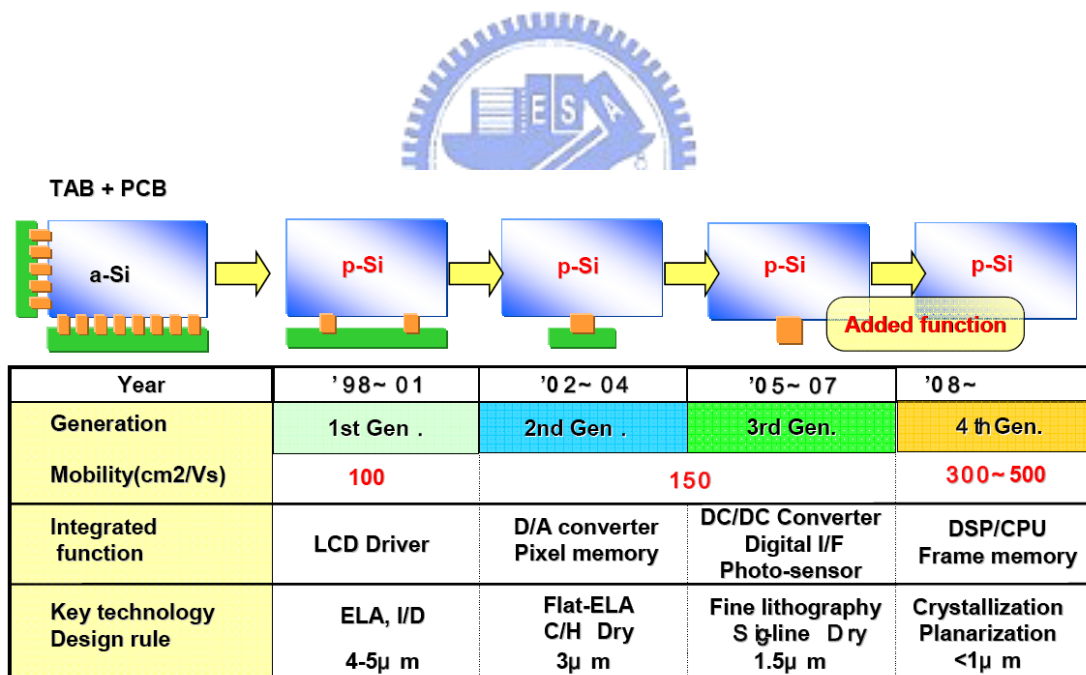 E S A
TAB + PCB
a-Si
p-Si
p-Si
p-Si
p-Si
Added function
Year '98~ 01 '02~ 04 '05~ 07 '08~
Generation 1st Gen . 2nd Gen . 3rd Gen. 4 th Gen.
Mobility(cm2/Vs) 100 150 300~ 500
Integrated
function
LCD Driver
D/A converter
Pixel memory
DC/DC Converter
Digital I/F
Photo-sensor
DSP/CPU
Frame memory
Key technology
Design rule
ELA, I/D
4-5μ m
Flat-ELA
C/H Dry
3μ m
Fine lithography
Sig-line Dry
1.5μ m
Crystallization
Planarization
<1μ m